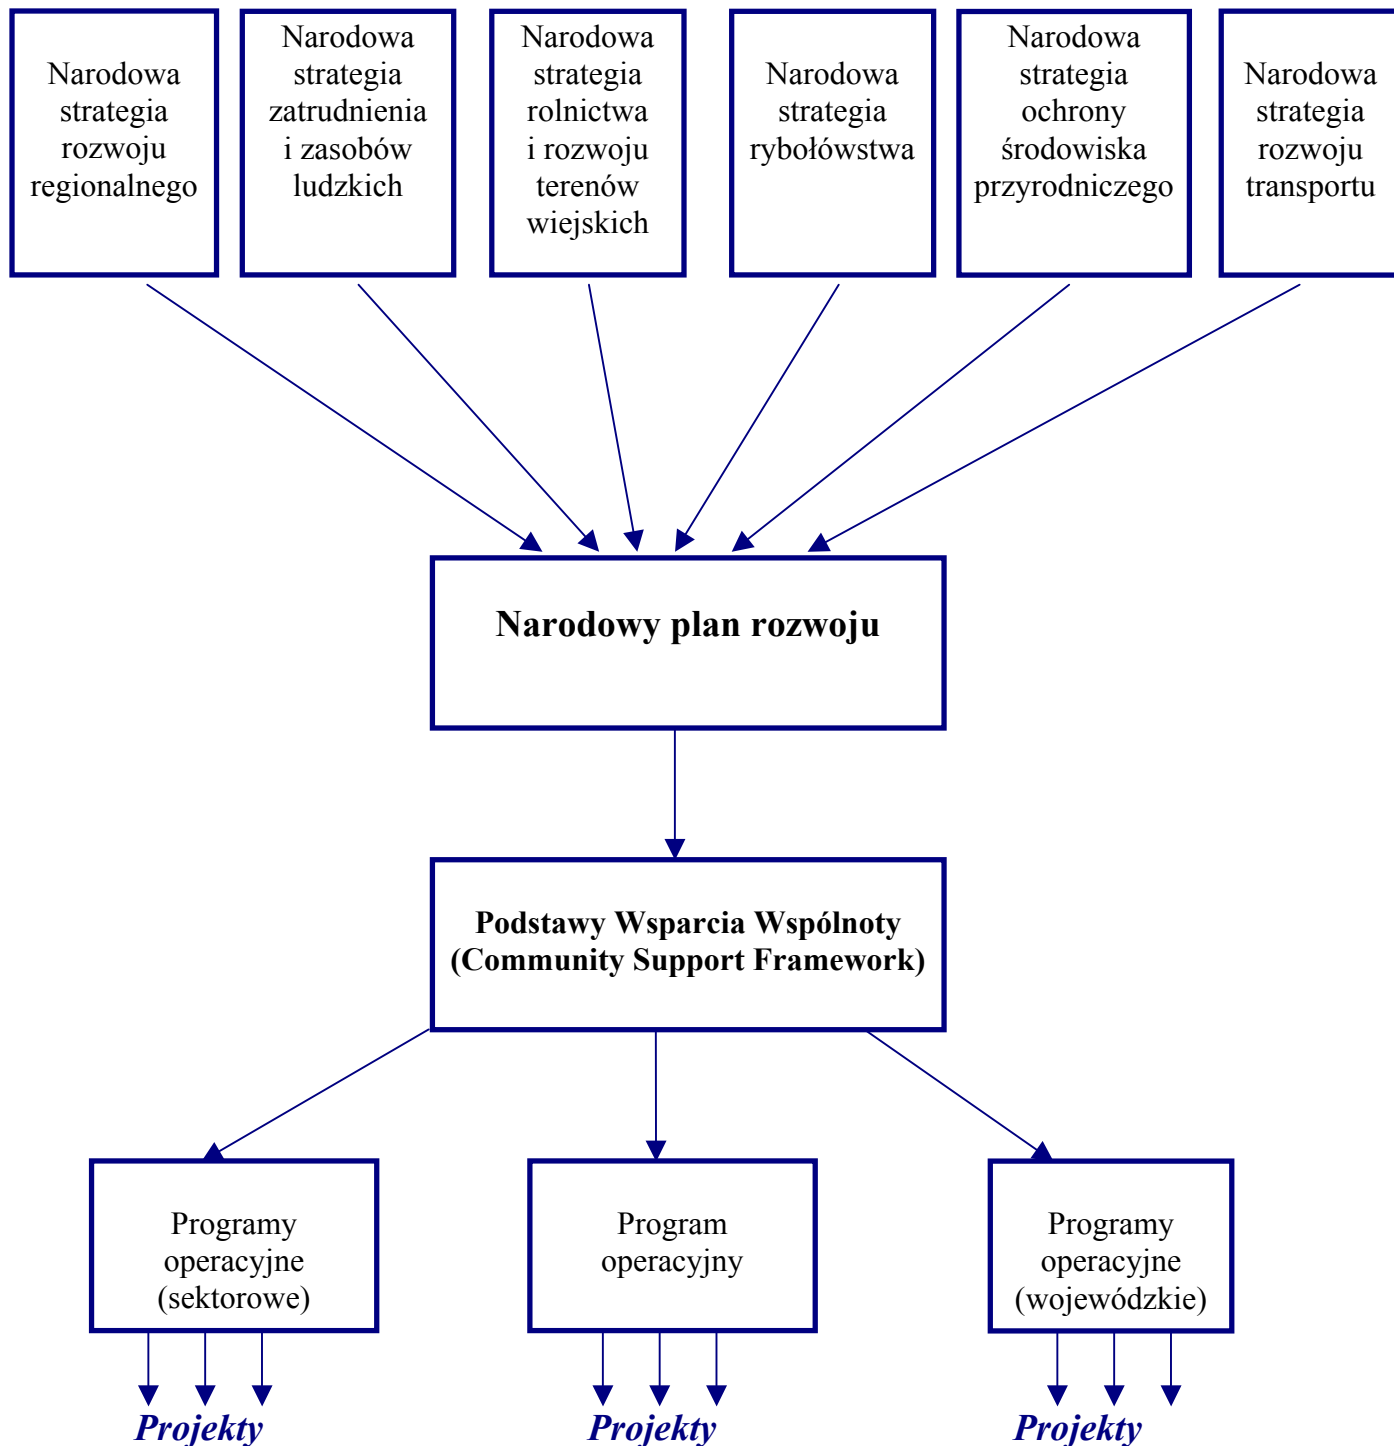 Narodowa
strategia
rozwoju
regionalnego
Narodowa
strategia
zatrudnienia
i zasobów
ludzkich
Narodowa
strategia
rolnictwa
i rozwoju
terenów
wiejskich
Narodowa
strategia
rybołówstwa
Narodowa
strategia
ochrony
środowiska
przyrodniczego
Narodowa
strategia
rozwoju
transportu
Narodowy plan rozwoju
Podstawy Wsparcia Wspólnoty
(Community Support Framework)
Programy
operacyjne
(sektorowe)
Program
operacyjny
Programy
operacyjne
(wojewódzkie)
Projekty
Projekty
Projekty